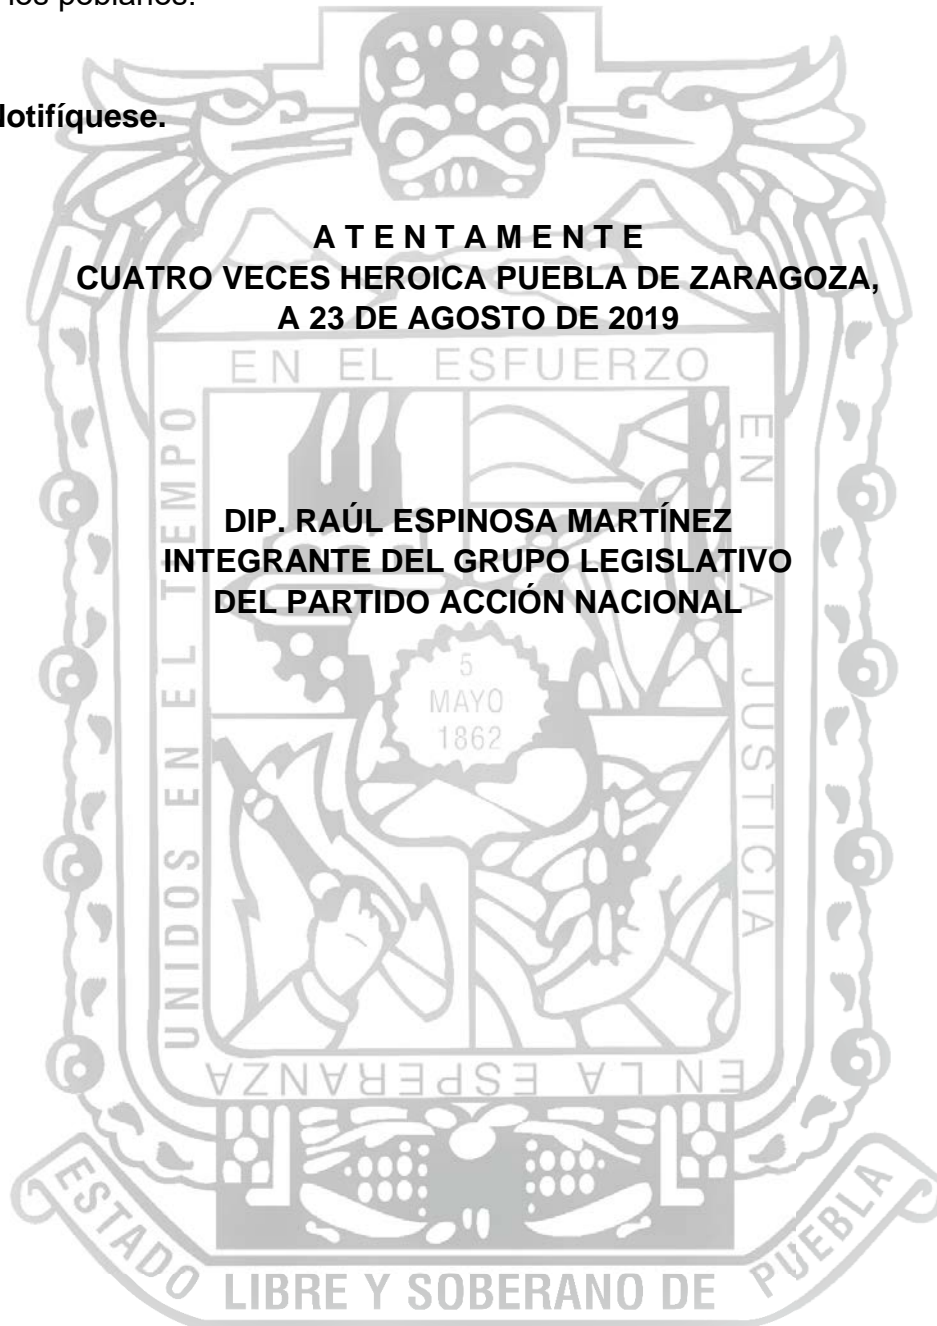 los poblanos.
Notifíquese.
A T E N T A M E N T E
CUATRO VECES HEROICA PUEBLA DE ZARAGOZA,
A 23 DE AGOSTO DE 2019
DIP. RAÚL ESPINOSA MARTÍNEZ
INTEGRANTE DEL GRUPO LEGISLATIVO
DEL PARTIDO ACCIÓN NACIONAL
UNIDOS EN EL TIEMPO
EN EL ESFUERZO
EN LA JUSTICIA
EN LA ESPERANZA
5
MAYO
1862
ESTADO LIBRE Y SOBERANO DE PUEBLA